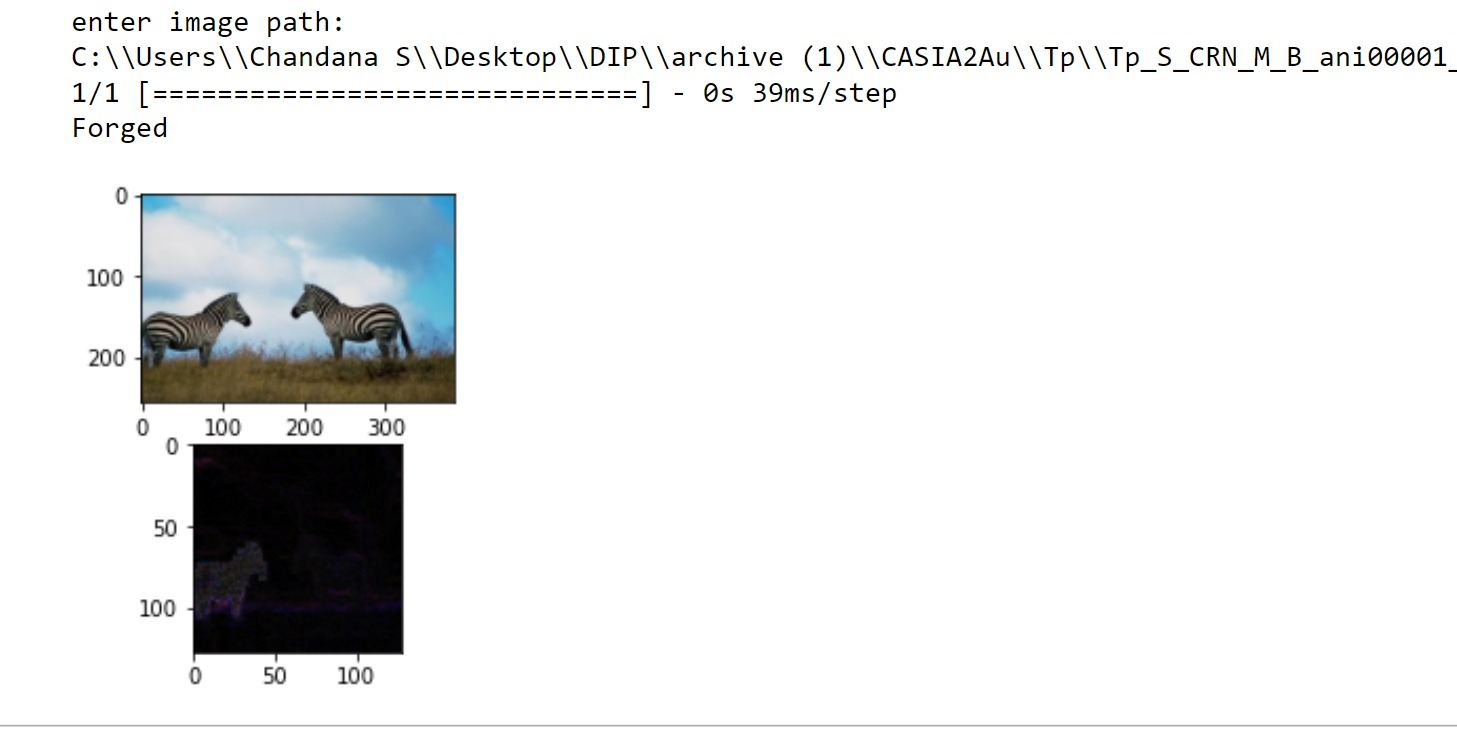 enter image path:
C:\\Users\\Chandana S\\Desktop\\DIP\\archive (1)\\CASIA2Au\\Tp\\Tp_S_CRN_M_B_ani00001_
1/1 [==============================] - 0s 39ms/step
Forged
0
100
200
0 100 200 300
0
50
100
0 50 100